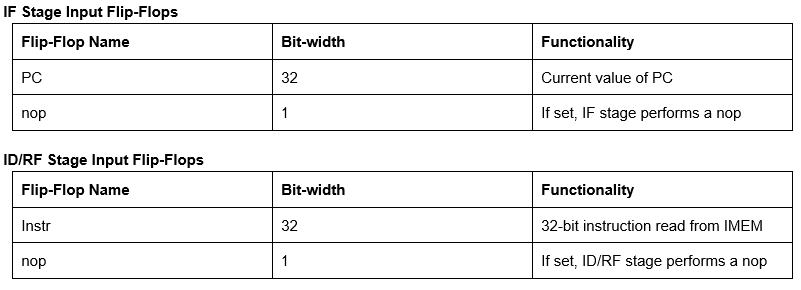 IF Stage Input Flip-Flops
Flip-Flop Name Bit-width Functionality
PC 32 Current value of PC
nop 1 If set, IF stage performs a nop
ID/RF Stage Input Flip-Flops
Flip-Flop Name Bit-width Functionality
Instr 32 32-bit instruction read from IMEM
nop 1 If set, ID/RF stage performs a nop